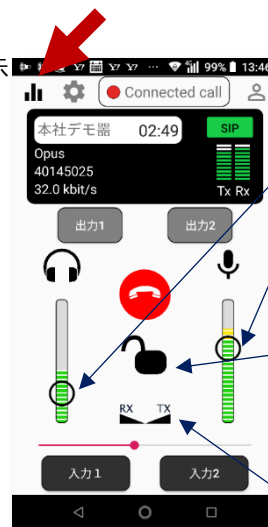 示
99% 13:46
Connected call
本社デモ器 02:49
SIP
Opus
40145025
32.0 kbit/s
Tx Rx
出力1 出力2
RX TX
入力1 入力2